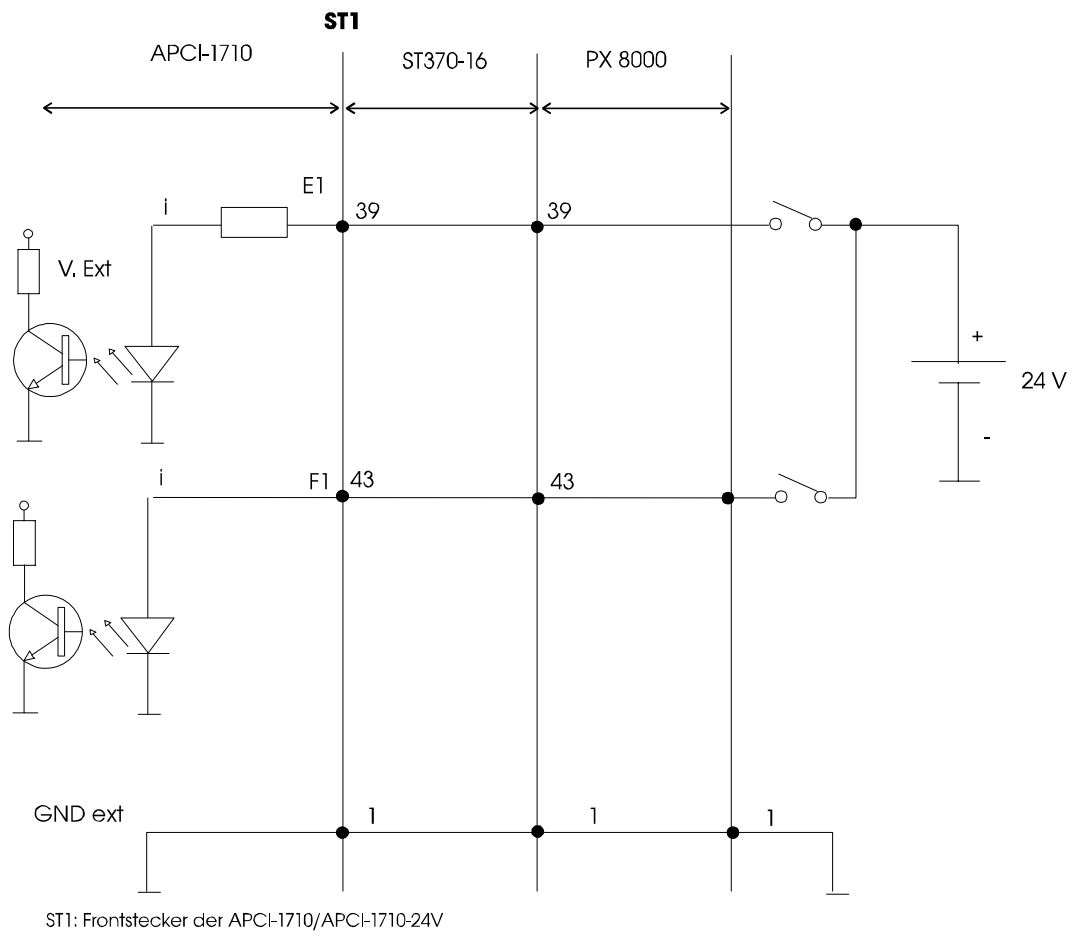 ST1
APCI-1710
ST370-16
PX 8000
E1
i
39
39
V. Ext
+
24 V
-
i
F1
43
43
GND ext
1
1
1
ST1: Frontstecker der APCI-1710/APCI-1710-24V